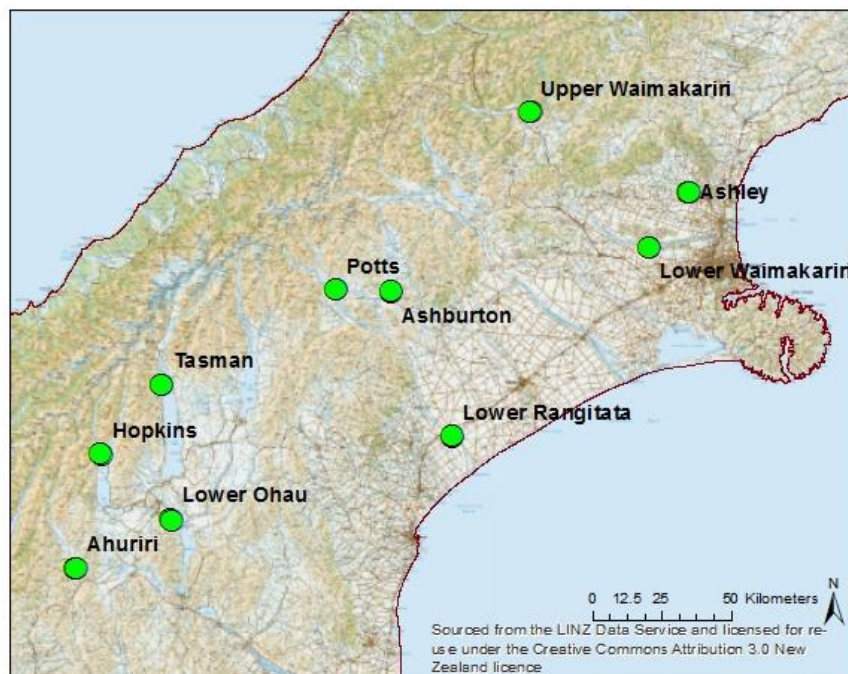 Upper Waimakariri
Ashley
Lower Waimakariri
Potts
Ashburton
Tasman
Lower Rangitata
Hopkins
Lower Ohau
Ahuriri
N
0 12.5 25 50 Kilometers
Sourced from the LINZ Data Service and licensed for re-
use under the Creative Commons Attribution 3.0 New
Zealand licence